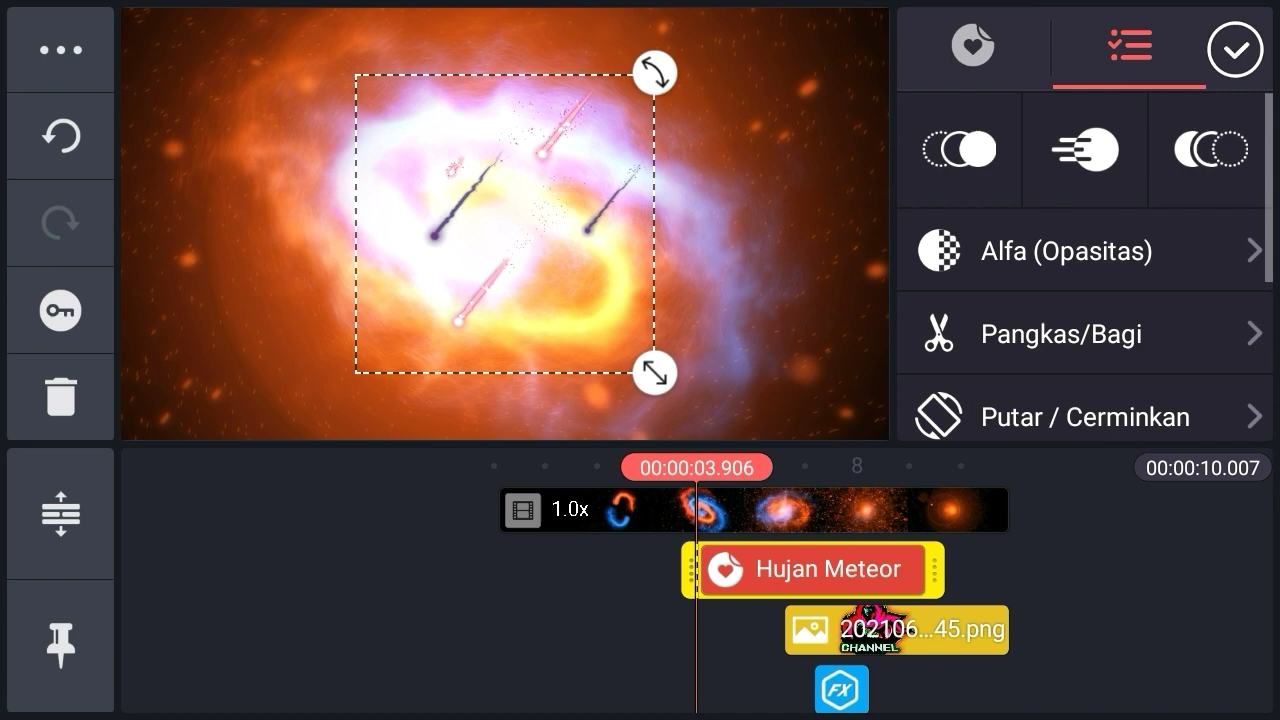 Alfa (Opasitas)
Pangkas/Bagi
Putar / Cerminkan
00:00:03.906
8
00:00:10.007
1.0x
Hujan Meteor
202106...45.png
CHANNEL
FX